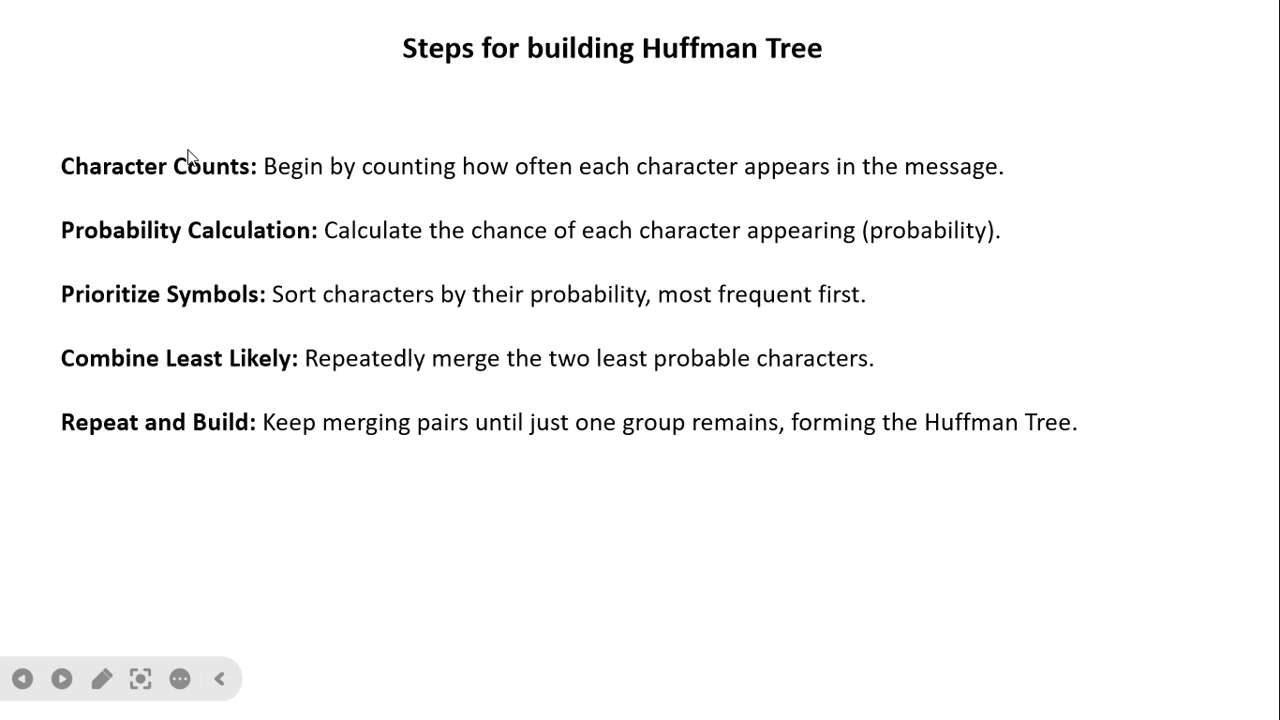 Steps for building Huffman Tree
Character Counts: Begin by counting how often each character appears in the message.
Probability Calculation: Calculate the chance of each character appearing (probability).
Prioritize Symbols: Sort characters by their probability, most frequent first.
Combine Least Likely: Repeatedly merge the two least probable characters.
Repeat and Build: Keep merging pairs until just one group remains, forming the Huffman Tree.